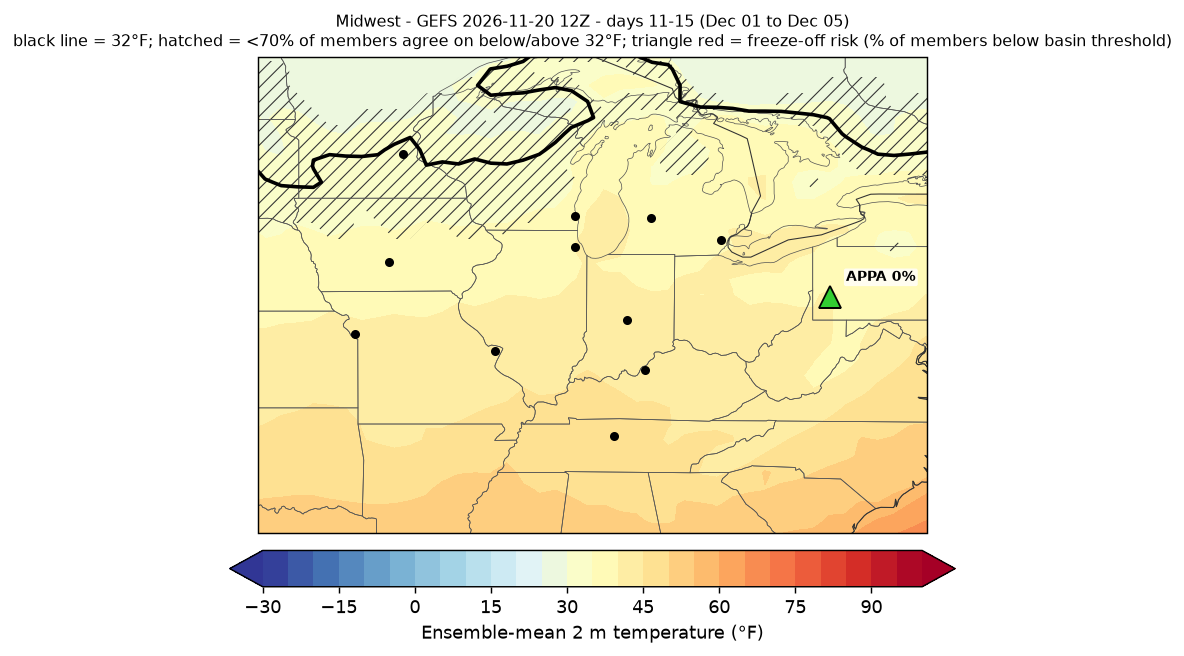 Midwest - GEFS 2026-11-20 12Z - days 11-15 (Dec 01 to Dec 05)
black line = 32°F; hatched = <70% of members agree on below/above 32°F; triangle red = freeze-off risk (% of members below basin threshold)
APPA 0%
−30 −15 0 15 30 45 60 75 90
Ensemble-mean 2 m temperature (°F)